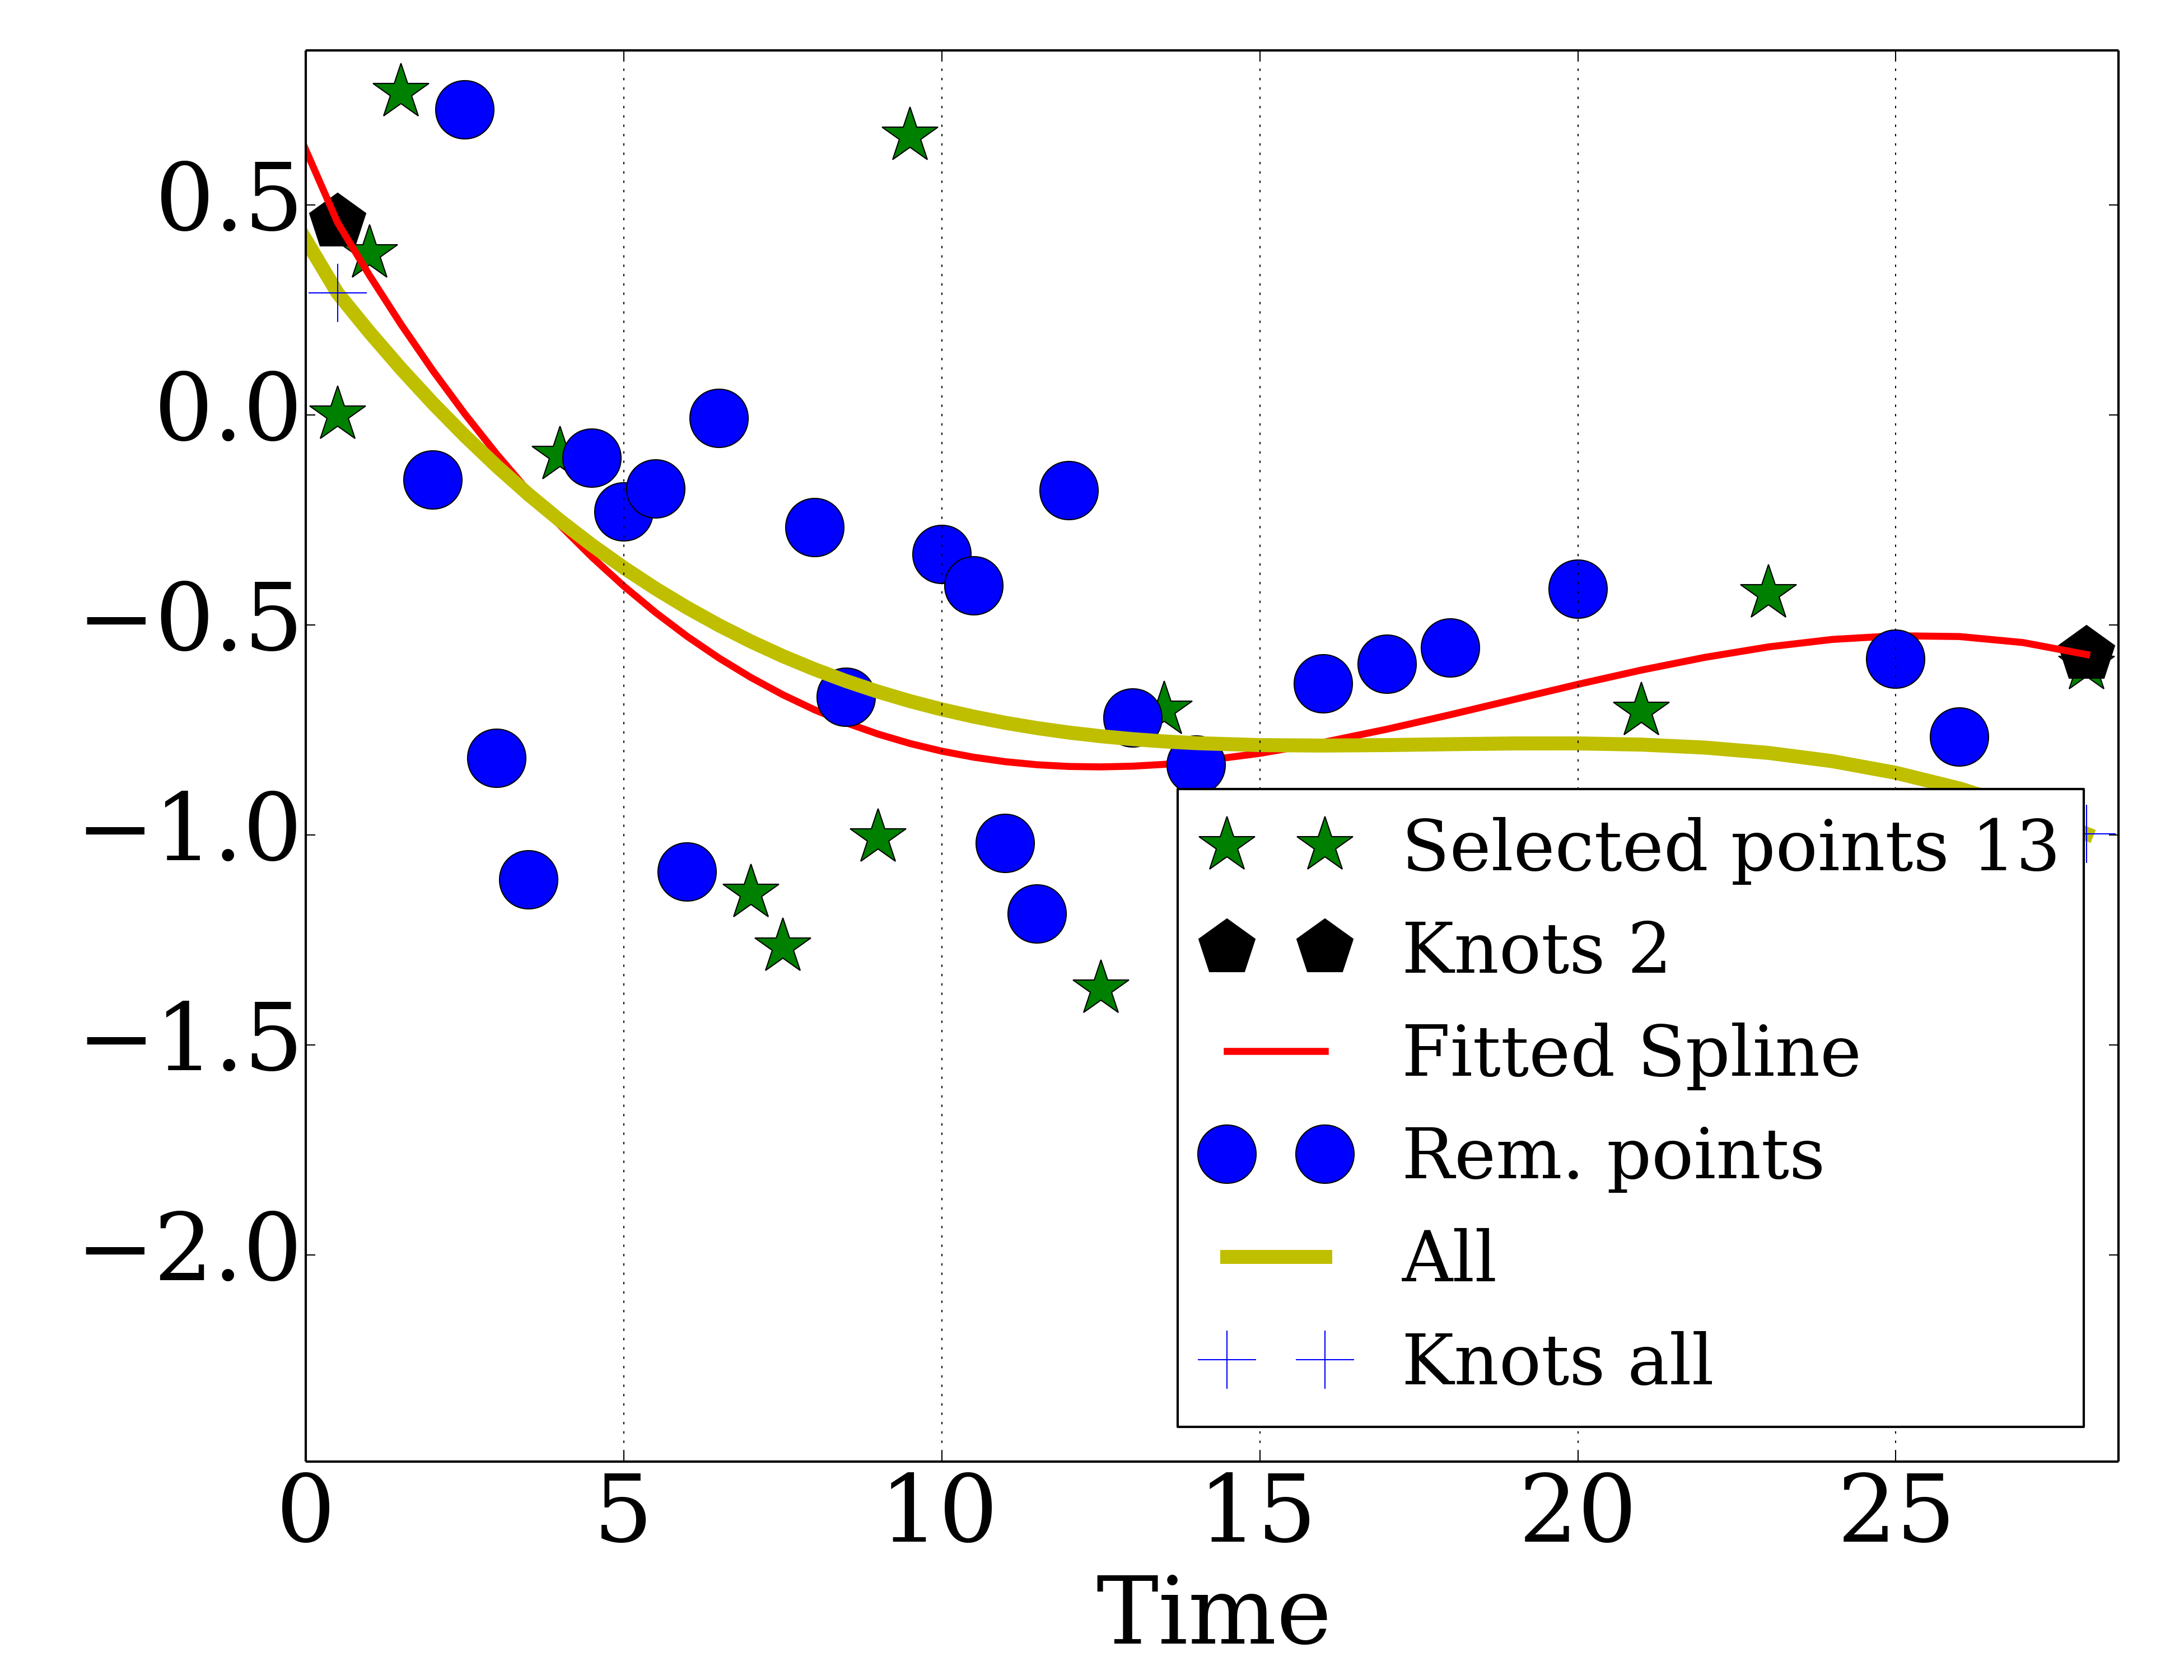 0.5
0.0
−0.5
−1.0
−1.5
−2.0
Selected points 13
Knots 2
Fitted Spline
Rem. points
All
Knots all
0 5 10 15 20 25
Time